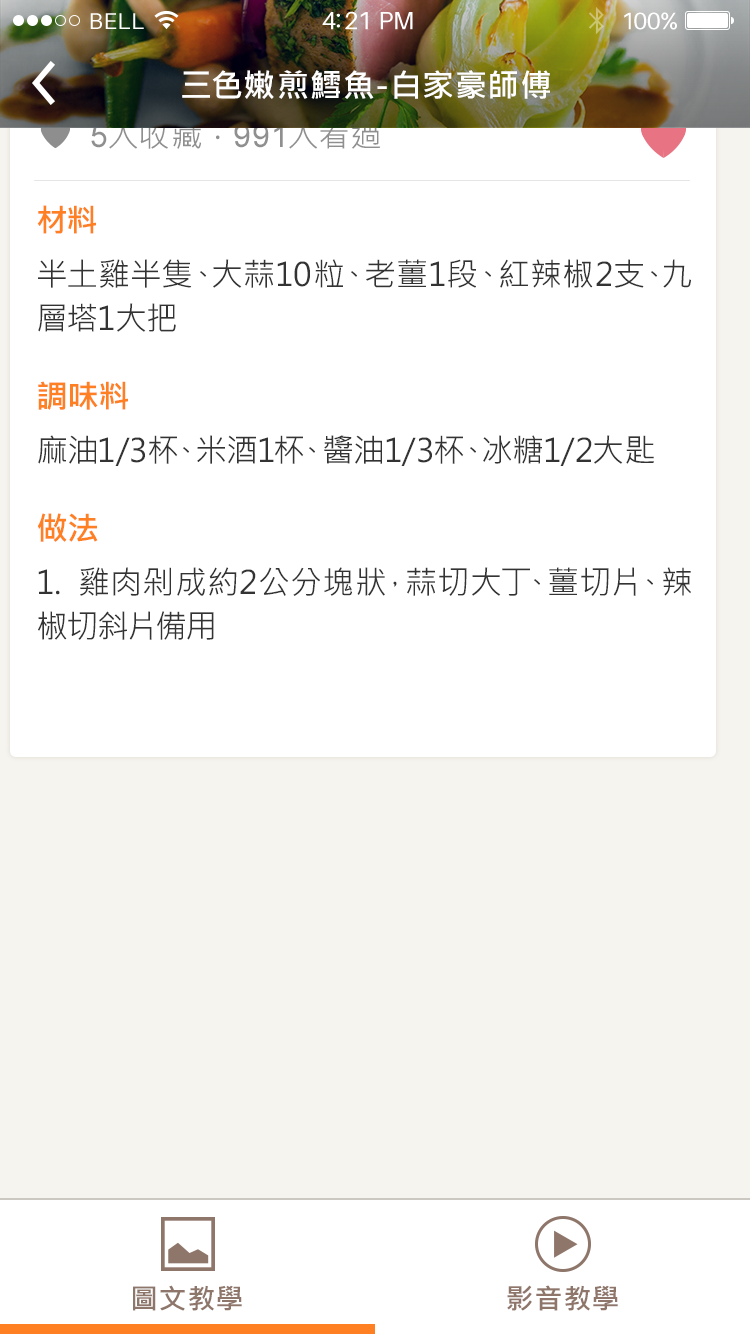 BELL 4:21 PM 100%
三色嫩煎鱈魚-白家豪師傅
5人收藏 · 991人看過
材料
半土雞半隻、大蒜10粒、老薑1段、紅辣椒2支、九
層塔1大把
調味料
麻油1/3杯、米酒1杯、醬油1/3杯、冰糖1/2大匙
做法
1. 雞肉剁成約2公分塊狀，蒜切大丁、薑切片、辣
椒切斜片備用
圖文教學
影音教學